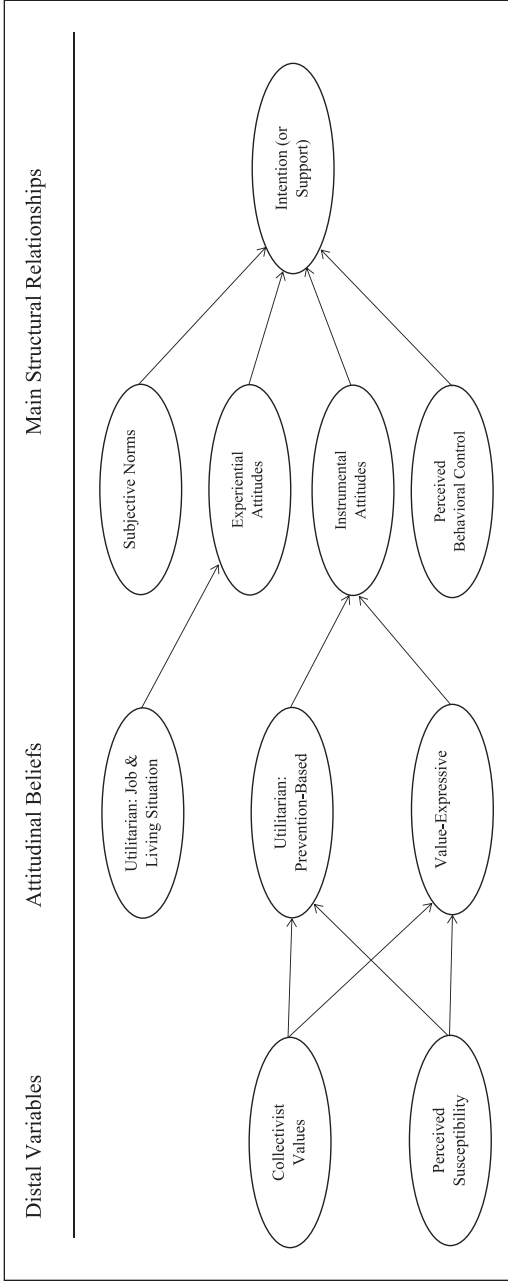 Distal Variables
Attitudinal Beliefs
Main Structural Relationships
Collectivist
Values
Perceived
Susceptibility
Utilitarian: Job &
Living Situation
Utilitarian:
Prevention-Based
Value-Expressive
Subjective Norms
Experiential
Attitudes
Instrumental
Attitudes
Perceived
Behavioral Control
Intention (or
Support)